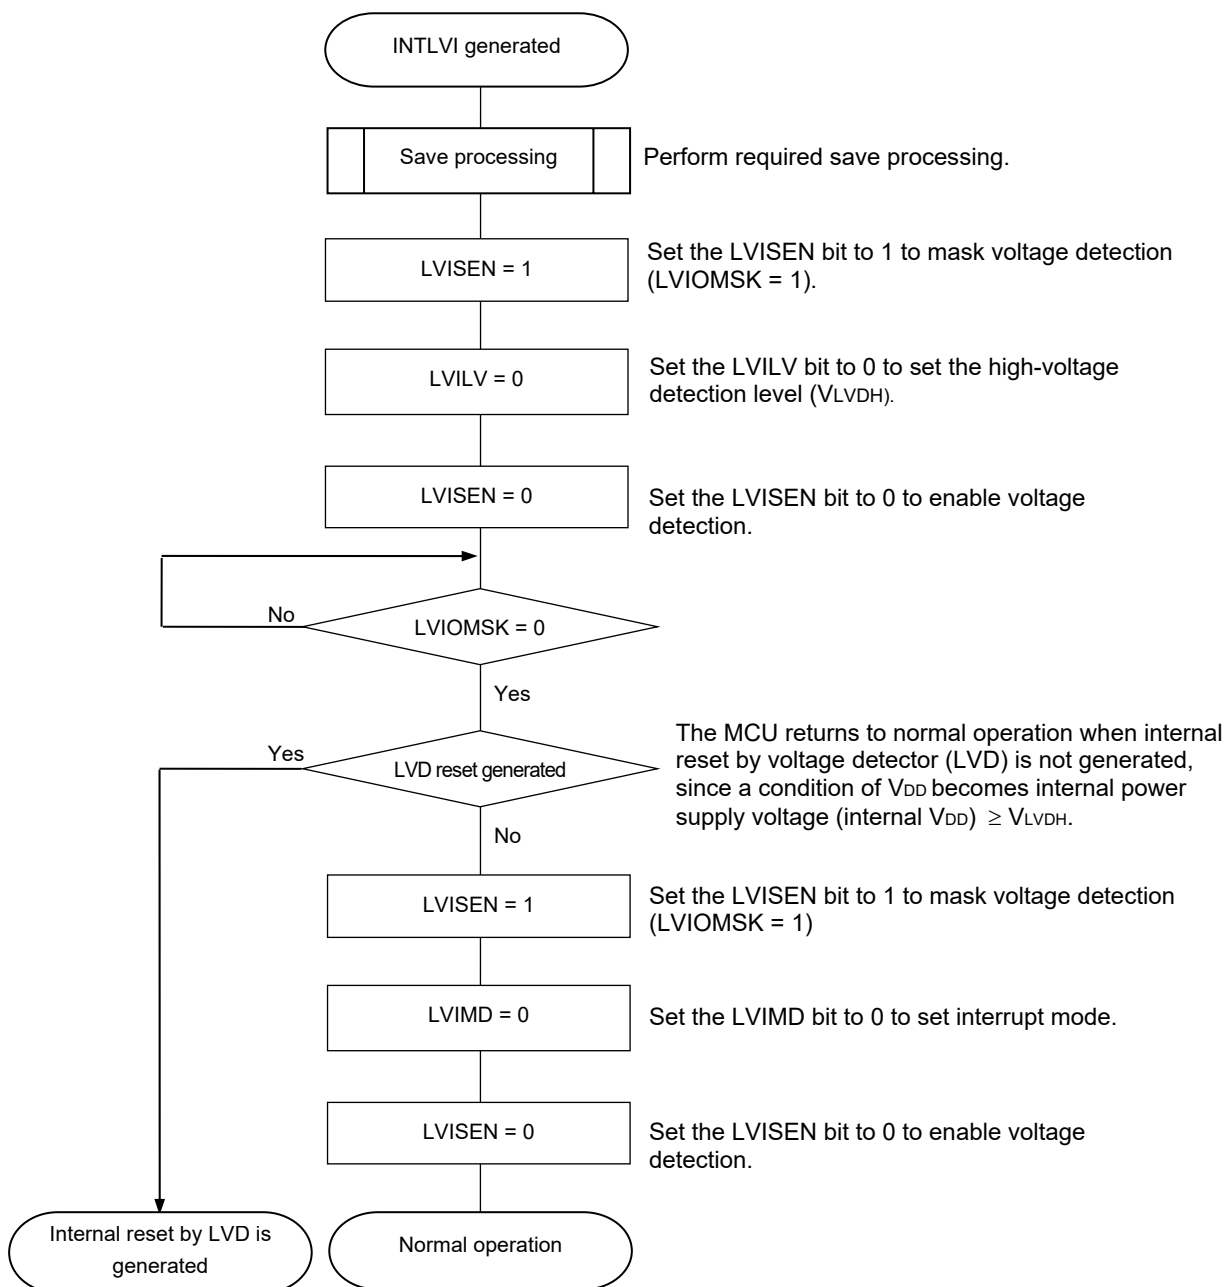 INTLVI generated
Save processing
Perform required save processing.
LVISEN = 1
Set the LVISEN bit to 1 to mask voltage detection
(LVIOMSK = 1).
LVILV = 0
Set the LVILV bit to 0 to set the high-voltage
detection level (VLVDH).
LVISEN = 0
Set the LVISEN bit to 0 to enable voltage
detection.
No
LVIOMSK = 0
Yes
Yes
LVD reset generated
The MCU returns to normal operation when internal
reset by voltage detector (LVD) is not generated,
since a condition of VDD becomes internal power
supply voltage (internal VDD) ≥ VLVDH.
No
LVISEN = 1
Set the LVISEN bit to 1 to mask voltage detection
(LVIOMSK = 1)
LVIMD = 0
Set the LVIMD bit to 0 to set interrupt mode.
LVISEN = 0
Set the LVISEN bit to 0 to enable voltage
detection.
Internal reset by LVD is
generated
Normal operation